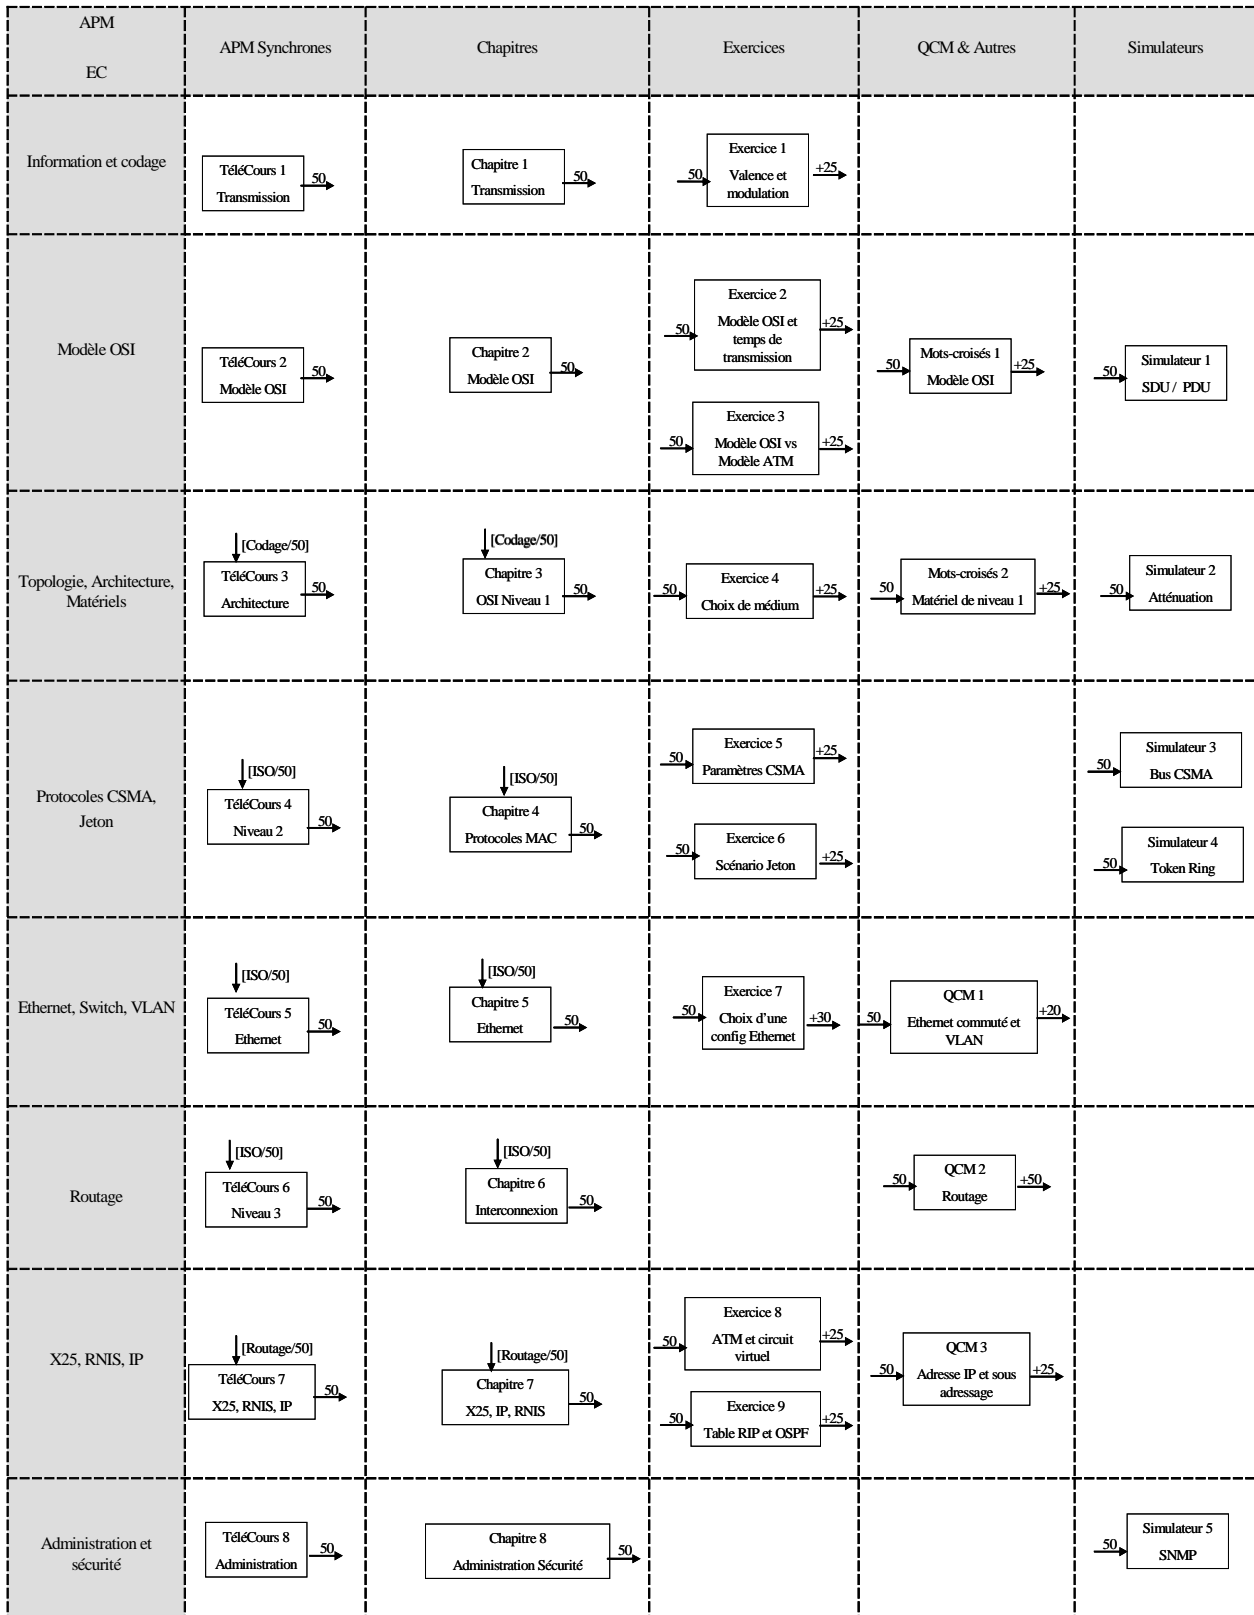 APM
EC
APM Synchrones
Chapitres
Exercices
QCM & Autres
Simulateurs
Information et codage
TéléCours 1
Transmission
50
Chapitre 1
Transmission
50
50
Exercice 1
Valence et
modulation
+25
Modèle OSI
TéléCours 2
Modèle OSI
50
Chapitre 2
Modèle OSI
50
50
Exercice 2
Modèle OSI et
temps de
transmission
+25
50
Exercice 3
Modèle OSI vs
Modèle ATM
+25
50
Mots-croisés 1
Modèle OSI
+25
50
Simulateur 1
SDU / PDU
Topologie, Architecture,
Matériels
[Codage/50]
TéléCours 3
Architecture
50
[Codage/50]
Chapitre 3
OSI Niveau 1
50
50
Exercice 4
Choix de médium
+25
50
Mots-croisés 2
Matériel de niveau 1
+25
50
Simulateur 2
Atténuation
Protocoles CSMA,
Jeton
[ISO/50]
TéléCours 4
Niveau 2
50
[ISO/50]
Chapitre 4
Protocoles MAC
50
50
Exercice 5
Paramètres CSMA
+25
50
Exercice 6
Scénario Jeton
+25
50
Simulateur 3
Bus CSMA
50
Simulateur 4
Token Ring
Ethernet, Switch, VLAN
[ISO/50]
TéléCours 5
Ethernet
50
[ISO/50]
Chapitre 5
Ethernet
50
50
Exercice 7
Choix d'une
config Ethernet
+30
50
QCM 1
Ethernet commuté et
VLAN
+20
Routage
[ISO/50]
TéléCours 6
Niveau 3
50
[ISO/50]
Chapitre 6
Interconnexion
50
50
QCM 2
Routage
+50
X25, RNIS, IP
[Routage/50]
TéléCours 7
X25, RNIS, IP
50
[Routage/50]
Chapitre 7
X25, IP, RNIS
50
50
Exercice 8
ATM et circuit
virtuel
+25
50
Exercice 9
Table RIP et OSPF
+25
50
QCM 3
Adresse IP et sous
adressage
+25
Administration et
sécurité
TéléCours 8
Administration
50
Chapitre 8
Administration Sécurité
50
50
Simulateur 5
SNMP